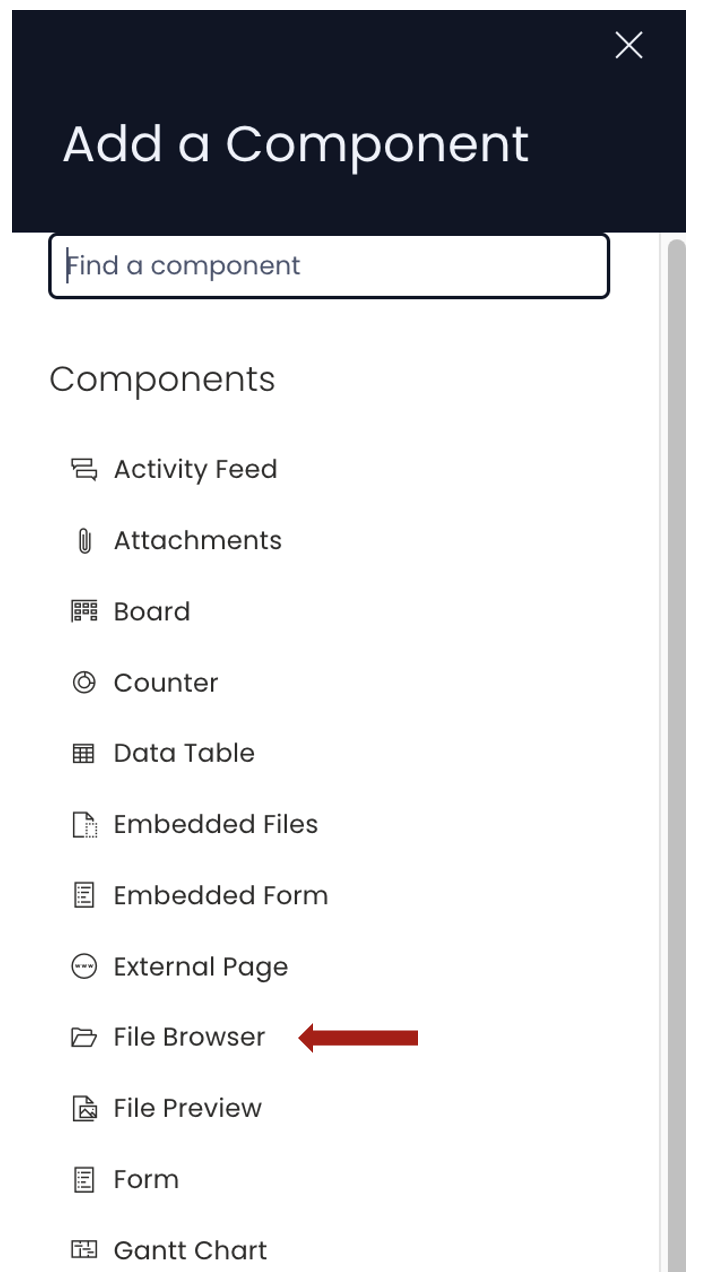 Add a Component
Find a component
Components
Activity Feed
Attachments
Board
Counter
Data Table
Embedded Files
Embedded Form
www External Page
File Browser
File Preview
Form
Gantt Chart